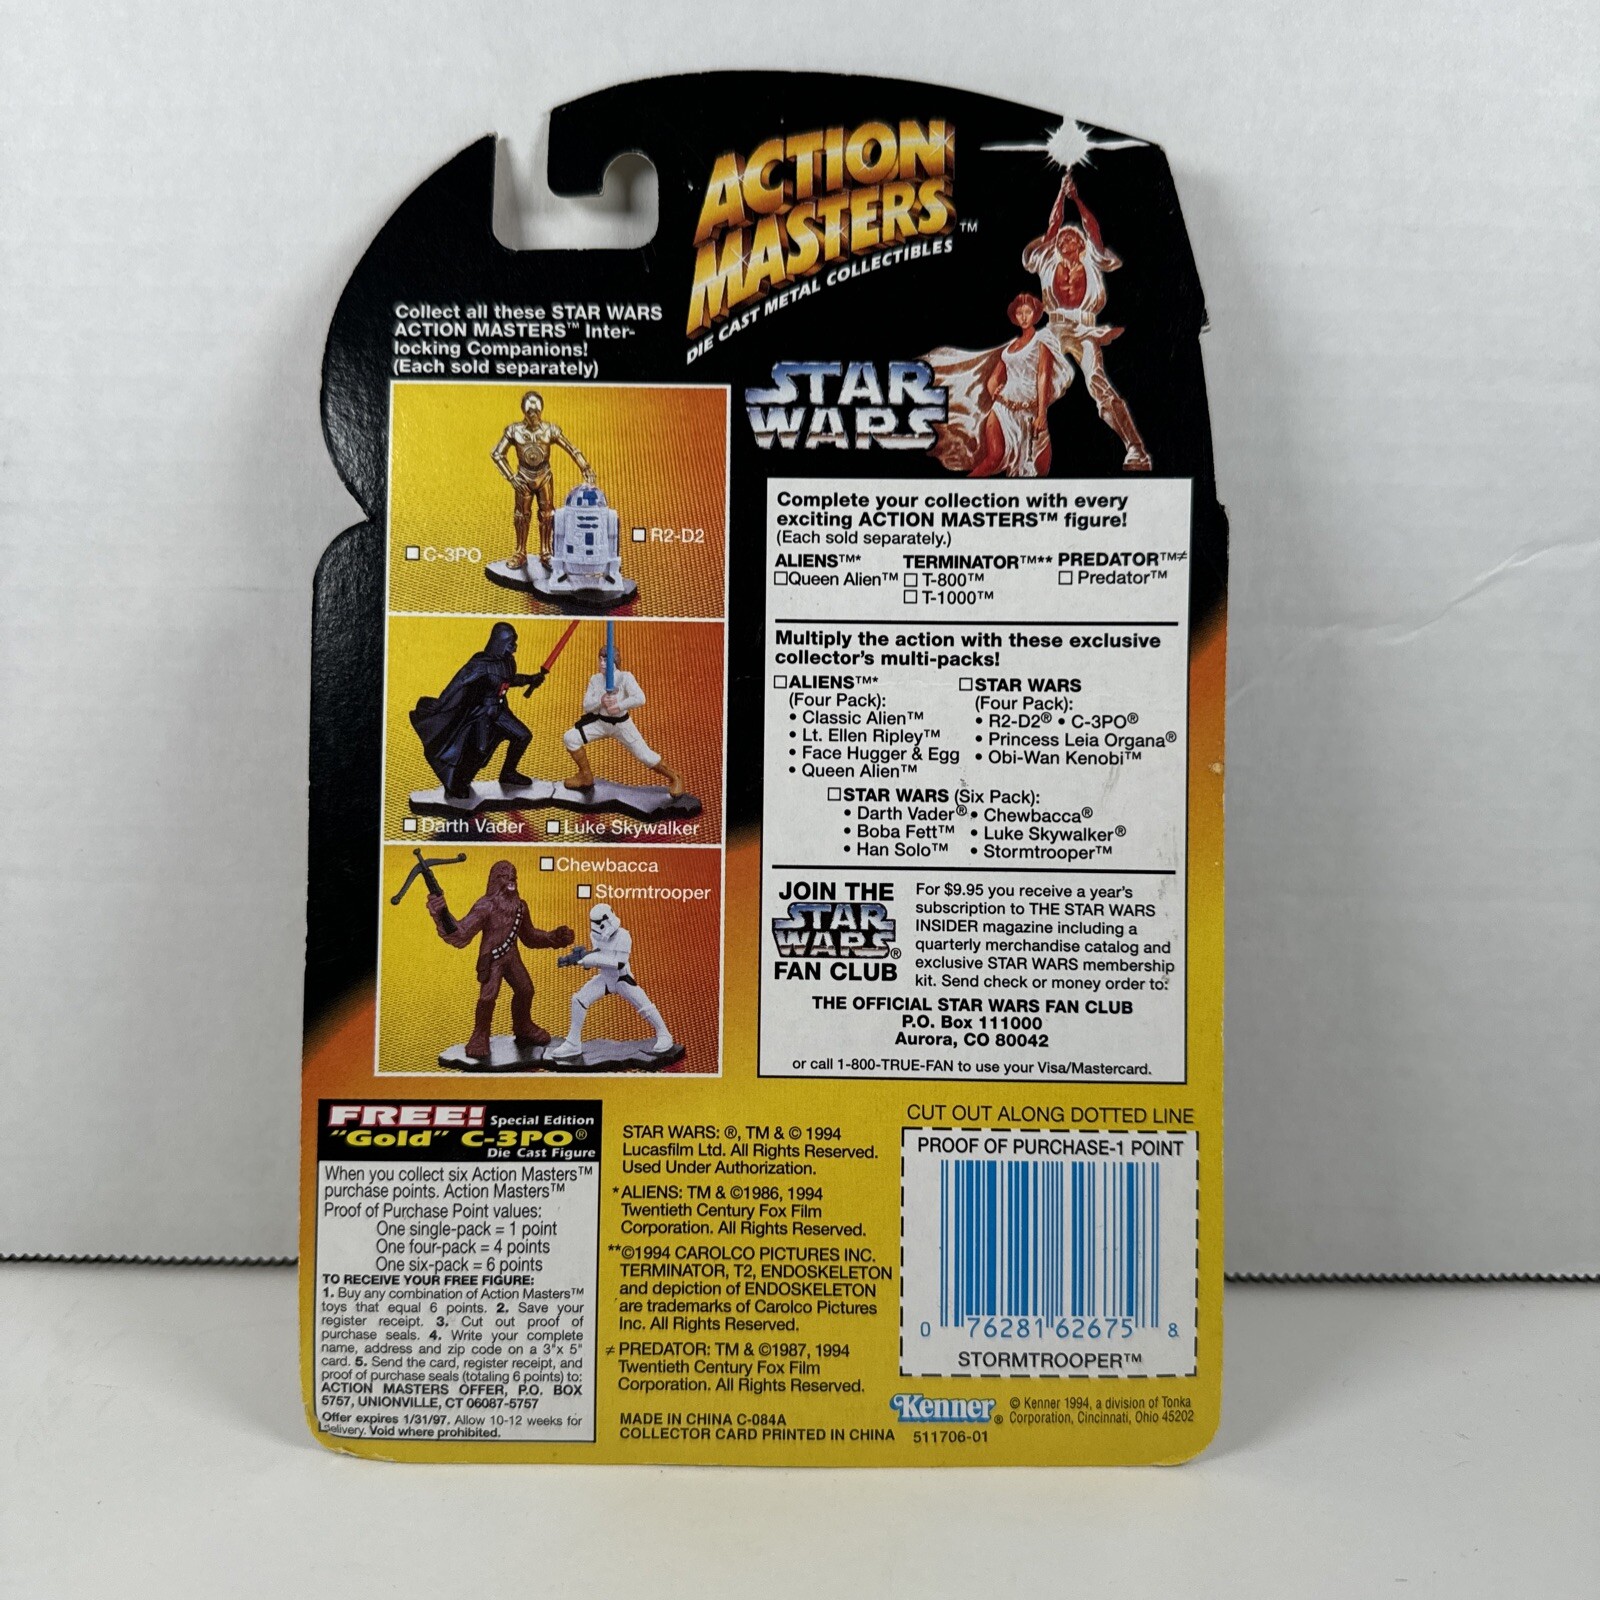 ACTION
MASTERS™
DIE CAST METAL COLLECTIBLES
STAR
WARS
Collect all these STAR WARS
ACTION MASTERS™ Inter-
locking Companions!
(Each sold separately)
C-3PO
R2-D2
Darth Vader
Luke Skywalker
Chewbacca
Stormtrooper
Complete your collection with every
exciting ACTION MASTERS™ figure!
(Each sold separately.)
ALIENS™* TERMINATOR™** PREDATOR™≠
☐Queen Alien™ ☐ T-800™ ☐ Predator™
☐ T-1000™
Multiply the action with these exclusive
collector's multi-packs!
☐ALIENS™*
(Four Pack):
• Classic Alien™
• Lt. Ellen Ripley™
• Face Hugger & Egg
• Queen Alien™
☐STAR WARS
(Four Pack):
• R2-D2® • C-3PO®
• Princess Leia Organa®
• Obi-Wan Kenobi™
☐STAR WARS (Six Pack):
• Darth Vader® • Chewbacca®
• Boba Fett™ • Luke Skywalker®
• Han Solo™ • Stormtrooper™
JOIN THE
STAR
WARS®
FAN CLUB
For $9.95 you receive a year's
subscription to THE STAR WARS
INSIDER magazine including a
quarterly merchandise catalog and
exclusive STAR WARS membership
kit. Send check or money order to:
THE OFFICIAL STAR WARS FAN CLUB
P.O. Box 111000
Aurora, CO 80042
or call 1-800-TRUE-FAN to use your Visa/Mastercard.
FREE! Special Edition
"Gold" C-3PO®
Die Cast Figure
When you collect six Action Masters™
purchase points. Action Masters™
Proof of Purchase Point values:
One single-pack = 1 point
One four-pack = 4 points
One six-pack = 6 points
TO RECEIVE YOUR FREE FIGURE:
1. Buy any combination of Action Masters™
toys that equal 6 points. 2. Save your
register receipt. 3. Cut out proof of
purchase seals. 4. Write your complete
name, address and zip code on a 3"x 5"
card. 5. Send the card, register receipt, and
proof of purchase seals (totaling 6 points) to:
ACTION MASTERS OFFER, P.O. BOX
5757, UNIONVILLE, CT 06087-5757
Offer expires 1/31/97. Allow 10-12 weeks for
delivery. Void where prohibited.
STAR WARS: ®, TM & © 1994
Lucasfilm Ltd. All Rights Reserved.
Used Under Authorization.
*ALIENS: TM & ©1986, 1994
Twentieth Century Fox Film
Corporation. All Rights Reserved.
**©1994 CAROLCO PICTURES INC.
TERMINATOR, T2, ENDOSKELETON
and depiction of ENDOSKELETON
are trademarks of Carolco Pictures
Inc. All Rights Reserved.
≠ PREDATOR: TM & ©1987, 1994
Twentieth Century Fox Film
Corporation. All Rights Reserved.
MADE IN CHINA C-084A
COLLECTOR CARD PRINTED IN CHINA 511706-01
CUT OUT ALONG DOTTED LINE
PROOF OF PURCHASE-1 POINT
0 76281 62675 8
STORMTROOPER™
Kenner®
© Kenner 1994, a division of Tonka
Corporation, Cincinnati, Ohio 45202